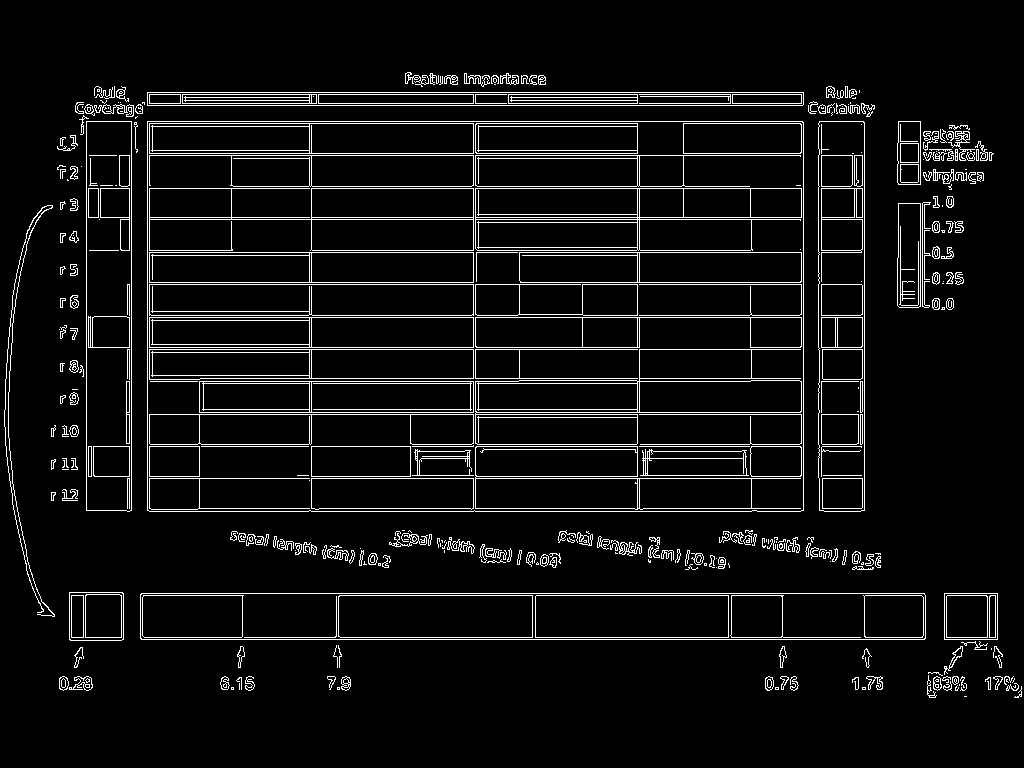 Feature Importance
Rule
Coverage
Rule
Certainty
r 1
r 2
r 3
r 4
r 5
r 6
r 7
r 8
r 9
r 10
r 11
r 12
setosa
versicolor
virginica
1.0
0.75
0.5
0.25
0.0
sepal length (cm) | 0.2
sepal width (cm) | 0.04
petal length (cm) | 0.19
petal width (cm) |
0.28
6.15
7.9
0.75
1.75
83%
17%